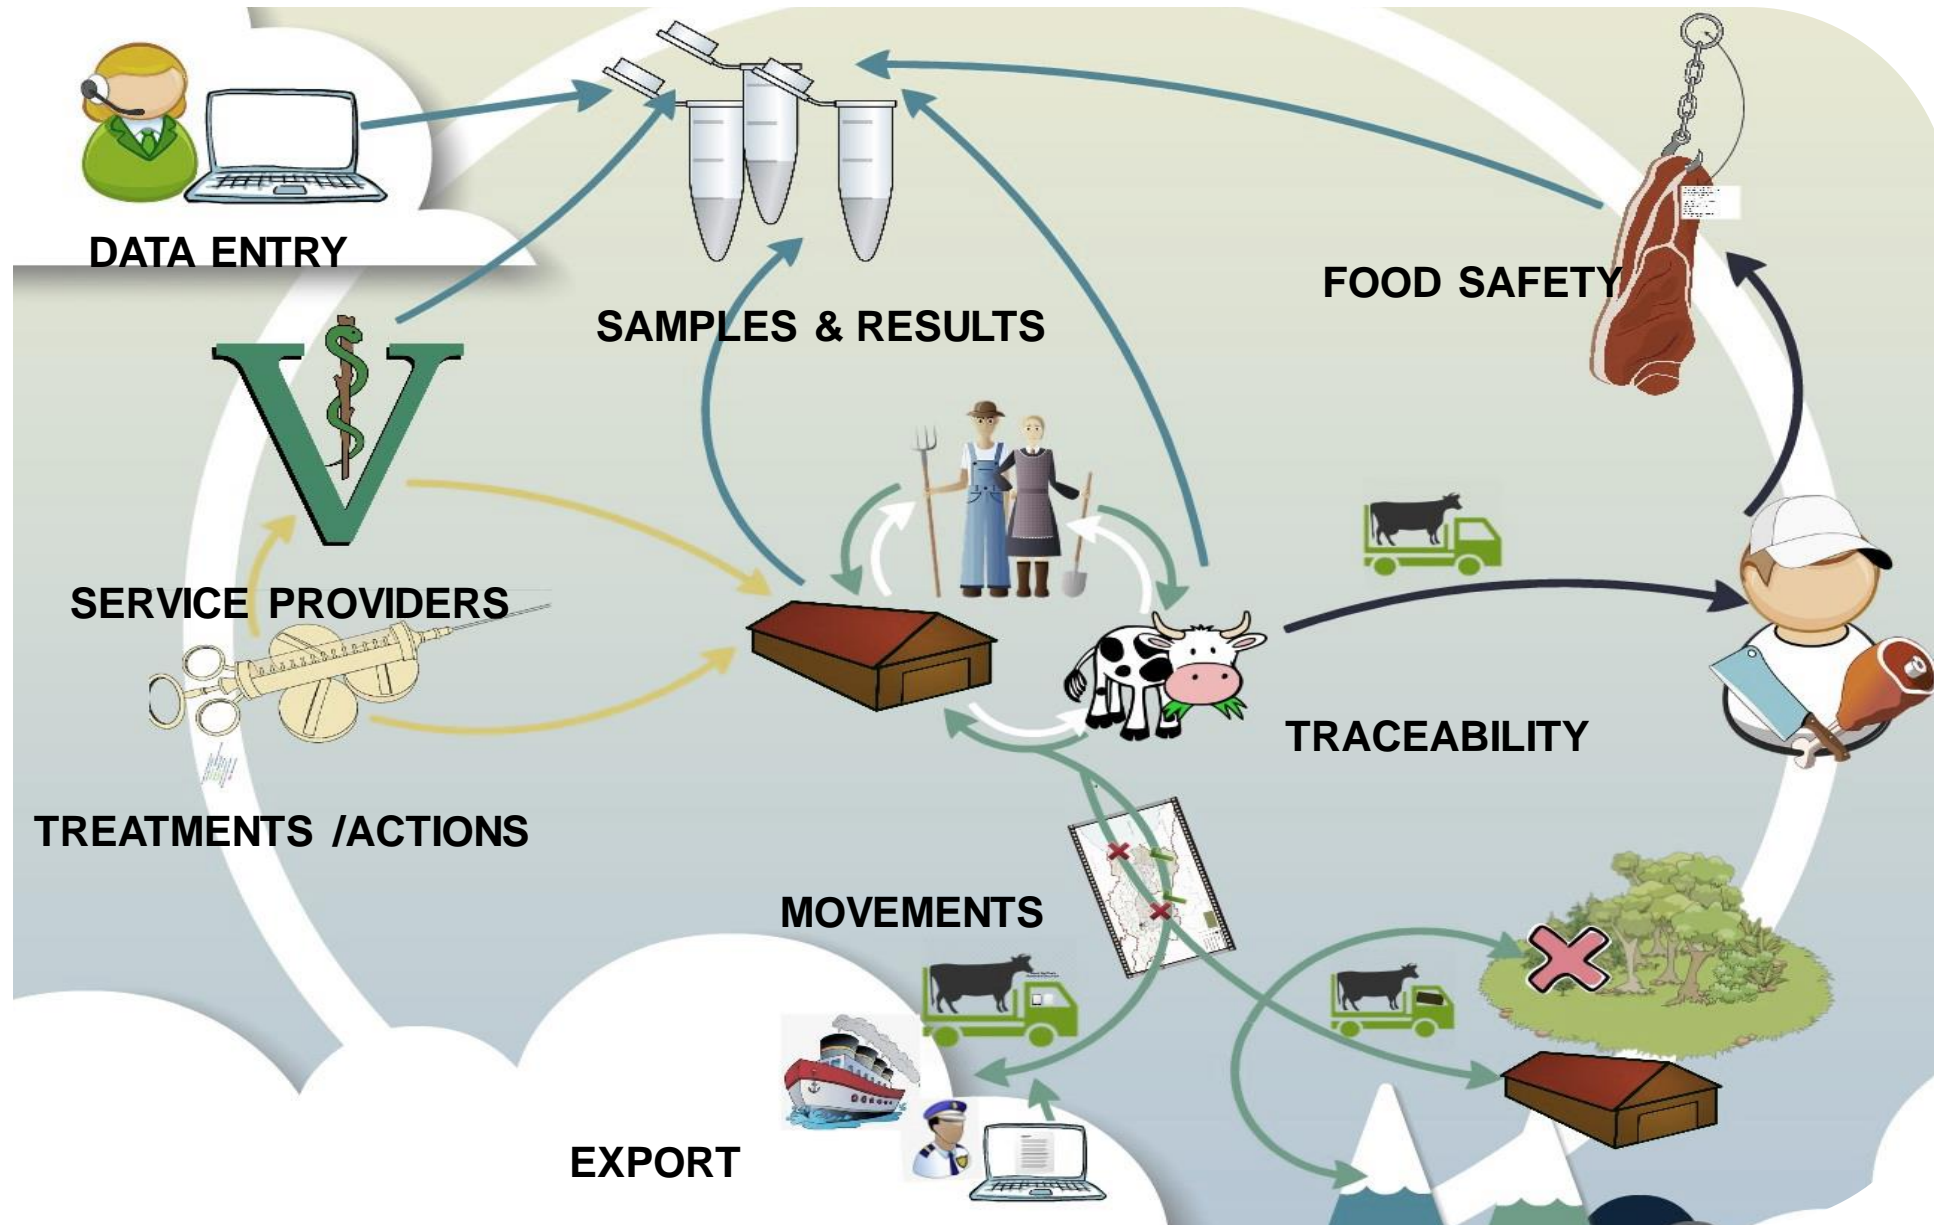 DATA ENTRY
SAMPLES & RESULTS
FOOD SAFETY
SERVICE PROVIDERS
TRACEABILITY
TREATMENTS /ACTIONS
MOVEMENTS
EXPORT